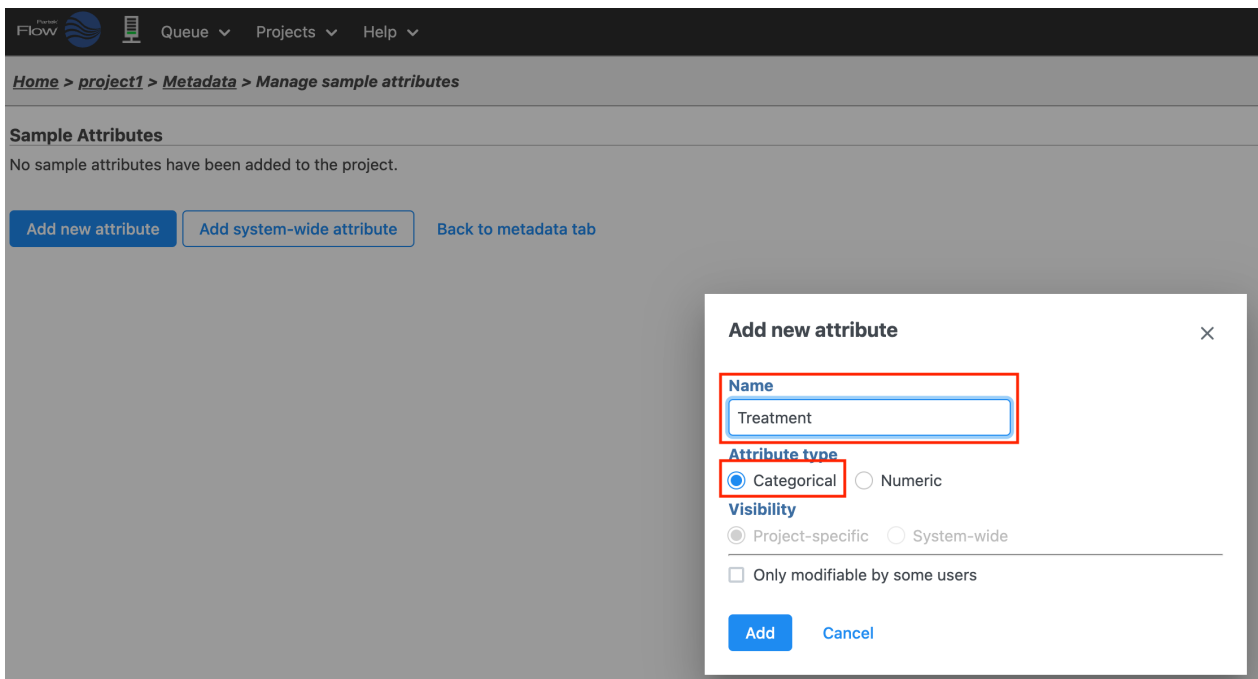 Partek
Flow
Queue Projects Help
Home > project1 > Metadata > Manage sample attributes
Sample Attributes
No sample attributes have been added to the project.
Add new attribute Add system-wide attribute Back to metadata tab
Add new attribute
Name
Treatment
Attribute type
Categorical Numeric
Visibility
Project-specific System-wide
Only modifiable by some users
Add Cancel